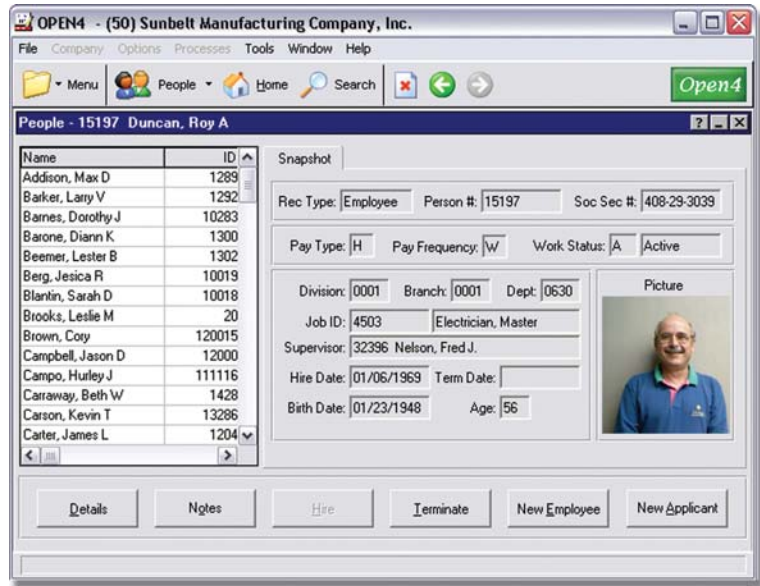 OPEN4 - (50) Sunbelt Manufacturing Company, Inc.
File Company Options Processes Tools Window Help
Menu People Home Search Open4
People - 15197 Duncan, Roy A
Name ID
Addison, Max D 1289
Barker, Larry V 1292
Barnes, Dorothy J 10283
Barone, Diann K 1300
Beemer, Lester B 1302
Berg, Jesica R 10019
Blantin, Sarah D 10018
Brooks, Leslie M 20
Brown, Cory 120015
Campbell, Jason D 12000
Campo, Hurley J 111116
Carraway, Beth W 1428
Carson, Kevin T 13286
Carter, James L 1204
Snapshot
Rec Type: Employee Person #: 15197 Soc Sec #: 408-29-3039
Pay Type: H Pay Frequency: W Work Status: A Active
Division: 0001 Branch: 0001 Dept: 0630
Job ID: 4503 Electrician, Master
Supervisor: 32396 Nelson, Fred J.
Hire Date: 01/06/1969 Term Date:
Birth Date: 01/23/1948 Age: 56
Picture
Details Notes Hire Terminate New Employee New Applicant